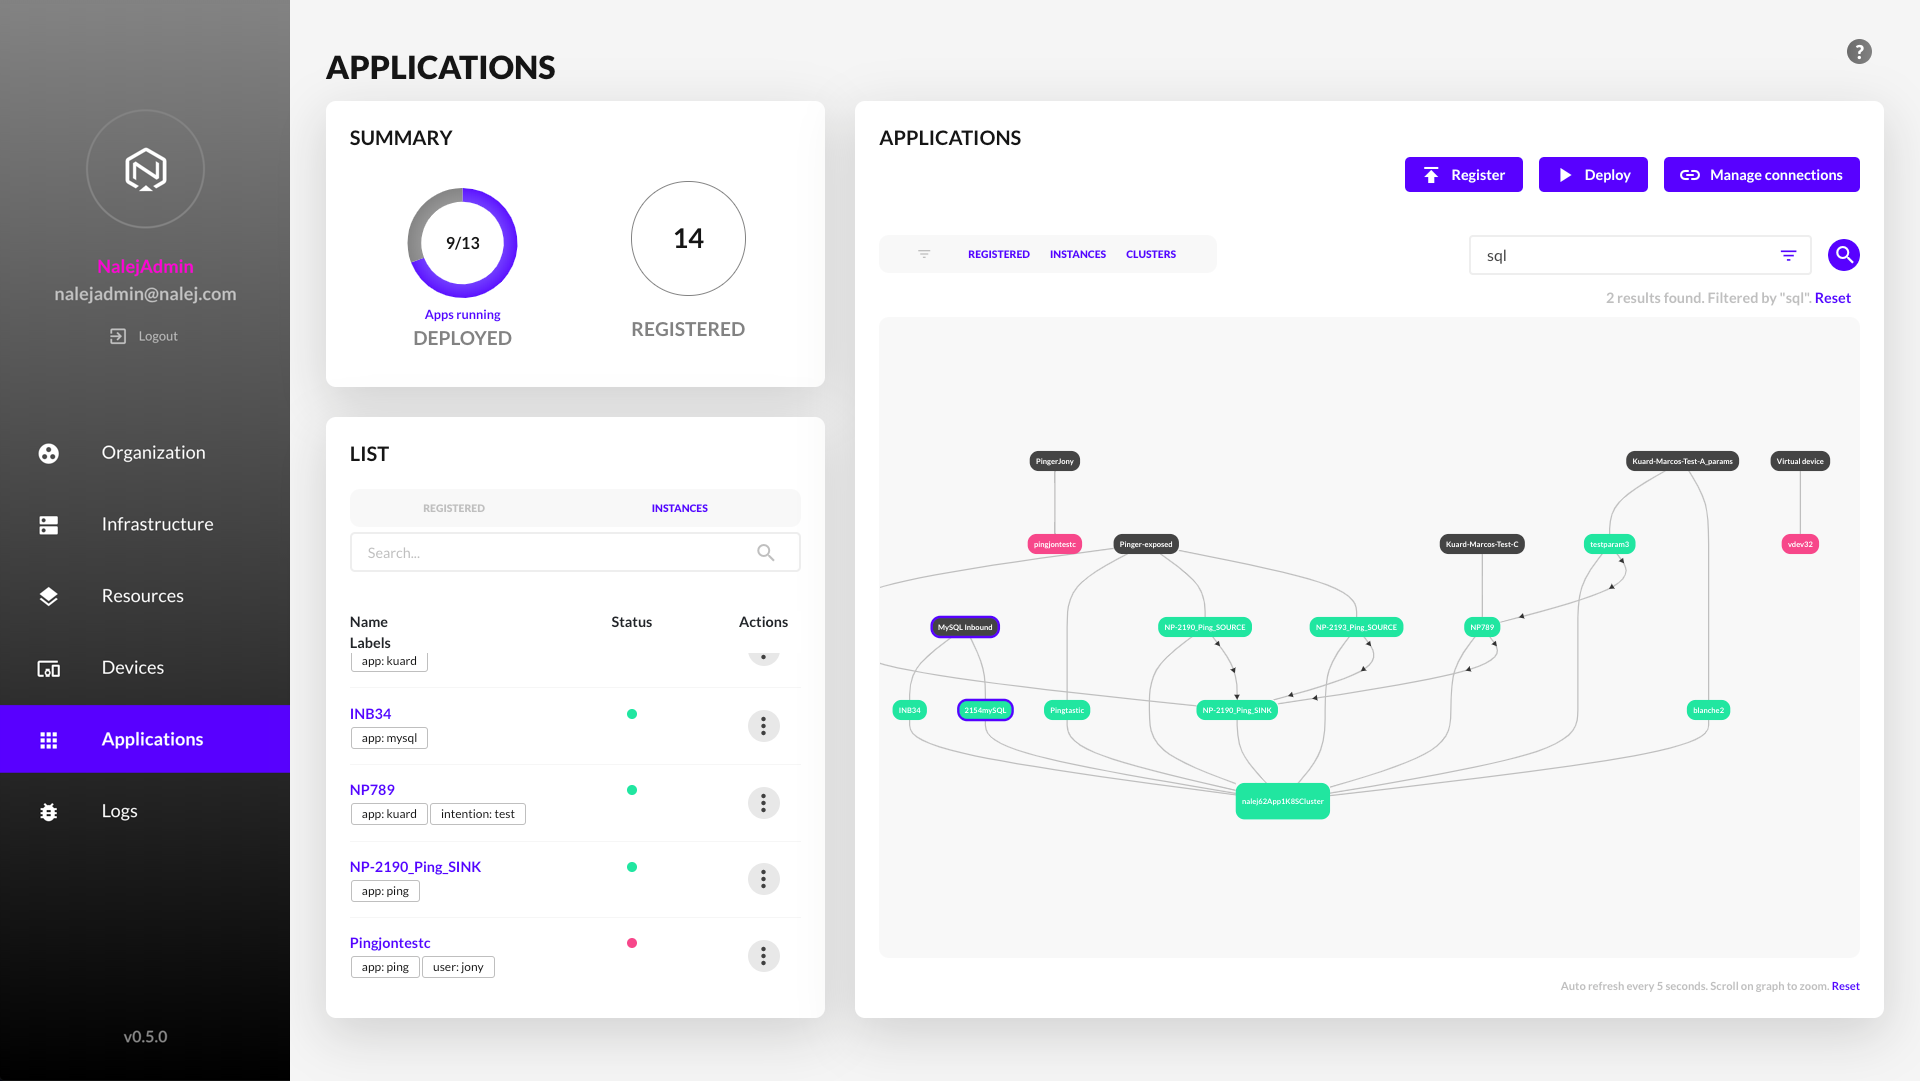 NalejAdmin
nalejadmin@nalej.com
Logout
Organization
Infrastructure
Resources
Devices
Applications
Logs
v0.5.0
APPLICATIONS
?
SUMMARY
9/13
Apps running
DEPLOYED
14
REGISTERED
LIST
REGISTERED INSTANCES
Search...
Name Status Actions
Labels
app: kuard
INB34
app: mysql
NP789
app: kuard intention: test
NP-2190_Ping_SINK
app: ping
Pingjontestc
app: ping user: jony
APPLICATIONS
Register Deploy Manage connections
REGISTERED INSTANCES CLUSTERS
sql
2 results found. Filtered by "sql". Reset
PingerJony Kuard-Marcos-Test-A_params Virtual device
pingjontestc Pinger-exposed Kuard-Marcos-Test-C testparam3 vdev32
MySQL Inbound NP-2190_Ping_SOURCE NP-2193_Ping_SOURCE NP789
INB34 2154mySQL Pingtastic NP-2190_Ping_SINK blanche2
nalej62App1K8SCluster
Auto refresh every 5 seconds. Scroll on graph to zoom. Reset